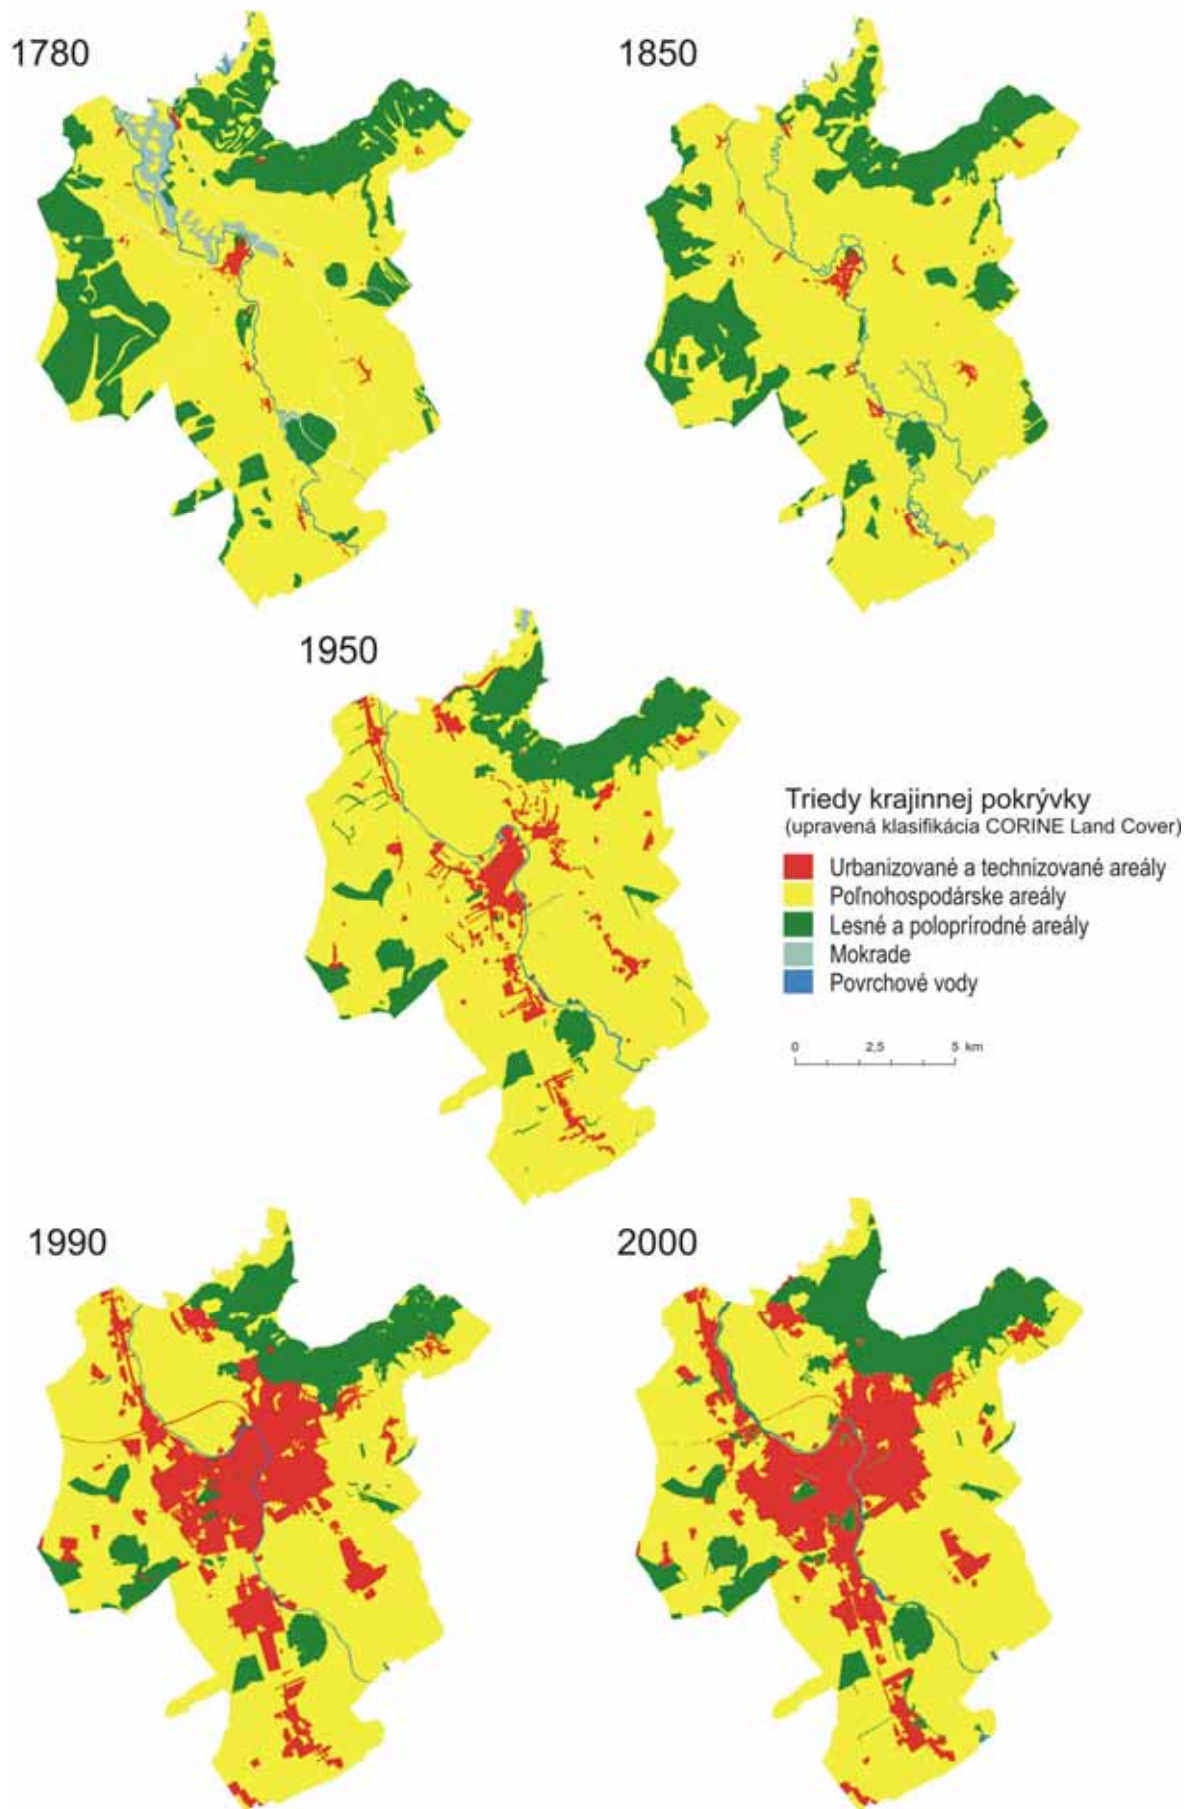 1780
1850
1950
Triedy krajinnej pokrývky
(upravená klasifikácia CORINE Land Cover)
Urbanizované a technizované areály
Poľnohospodárske areály
Lesné a poloprírodné areály
Mokrade
Povrchové vody
0 2,5 5 km
1990
2000